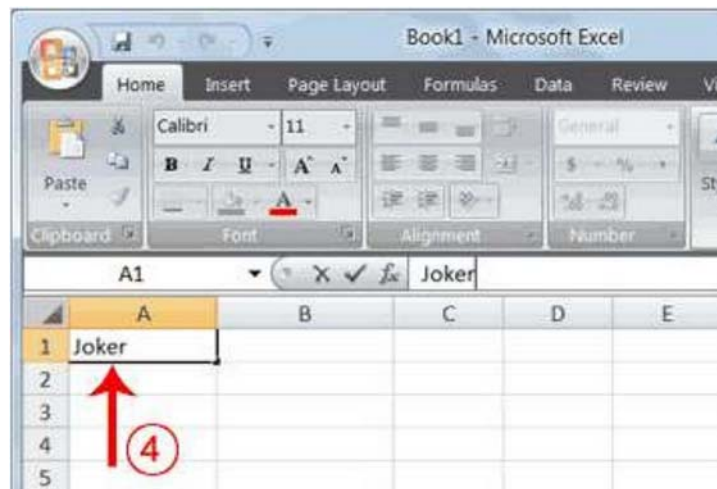 Book1 - Microsoft Excel
Home Insert Page Layout Formulas Data Review
Calibri 11 General
B I U A A $ %
Paste A
Clipboard Font Alignment Number
A1 fx Joker
A B C D E
1 Joker
2
3
4 4
5